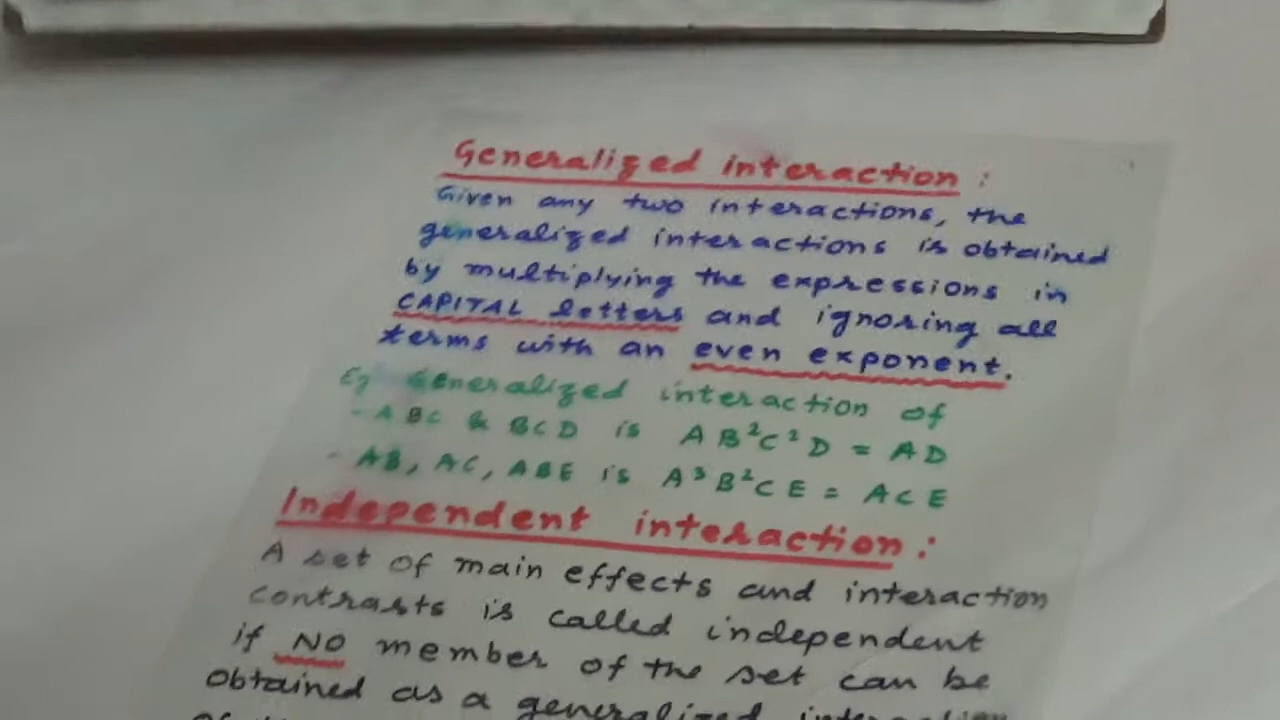 Generalized interaction :
Given any two interactions, the
generalized interactions is obtained
by multiplying the expressions in
CAPITAL letters and ignoring all
terms with an even exponent.
Eg Generalized interaction of
- ABC & BCD is AB²C²D = AD
- AB, AC, ABE is A³B²CE = ACE
Independent interaction :
A set of main effects and interaction
contrasts is called independent
if NO member of the set can be
obtained as a generalized interaction